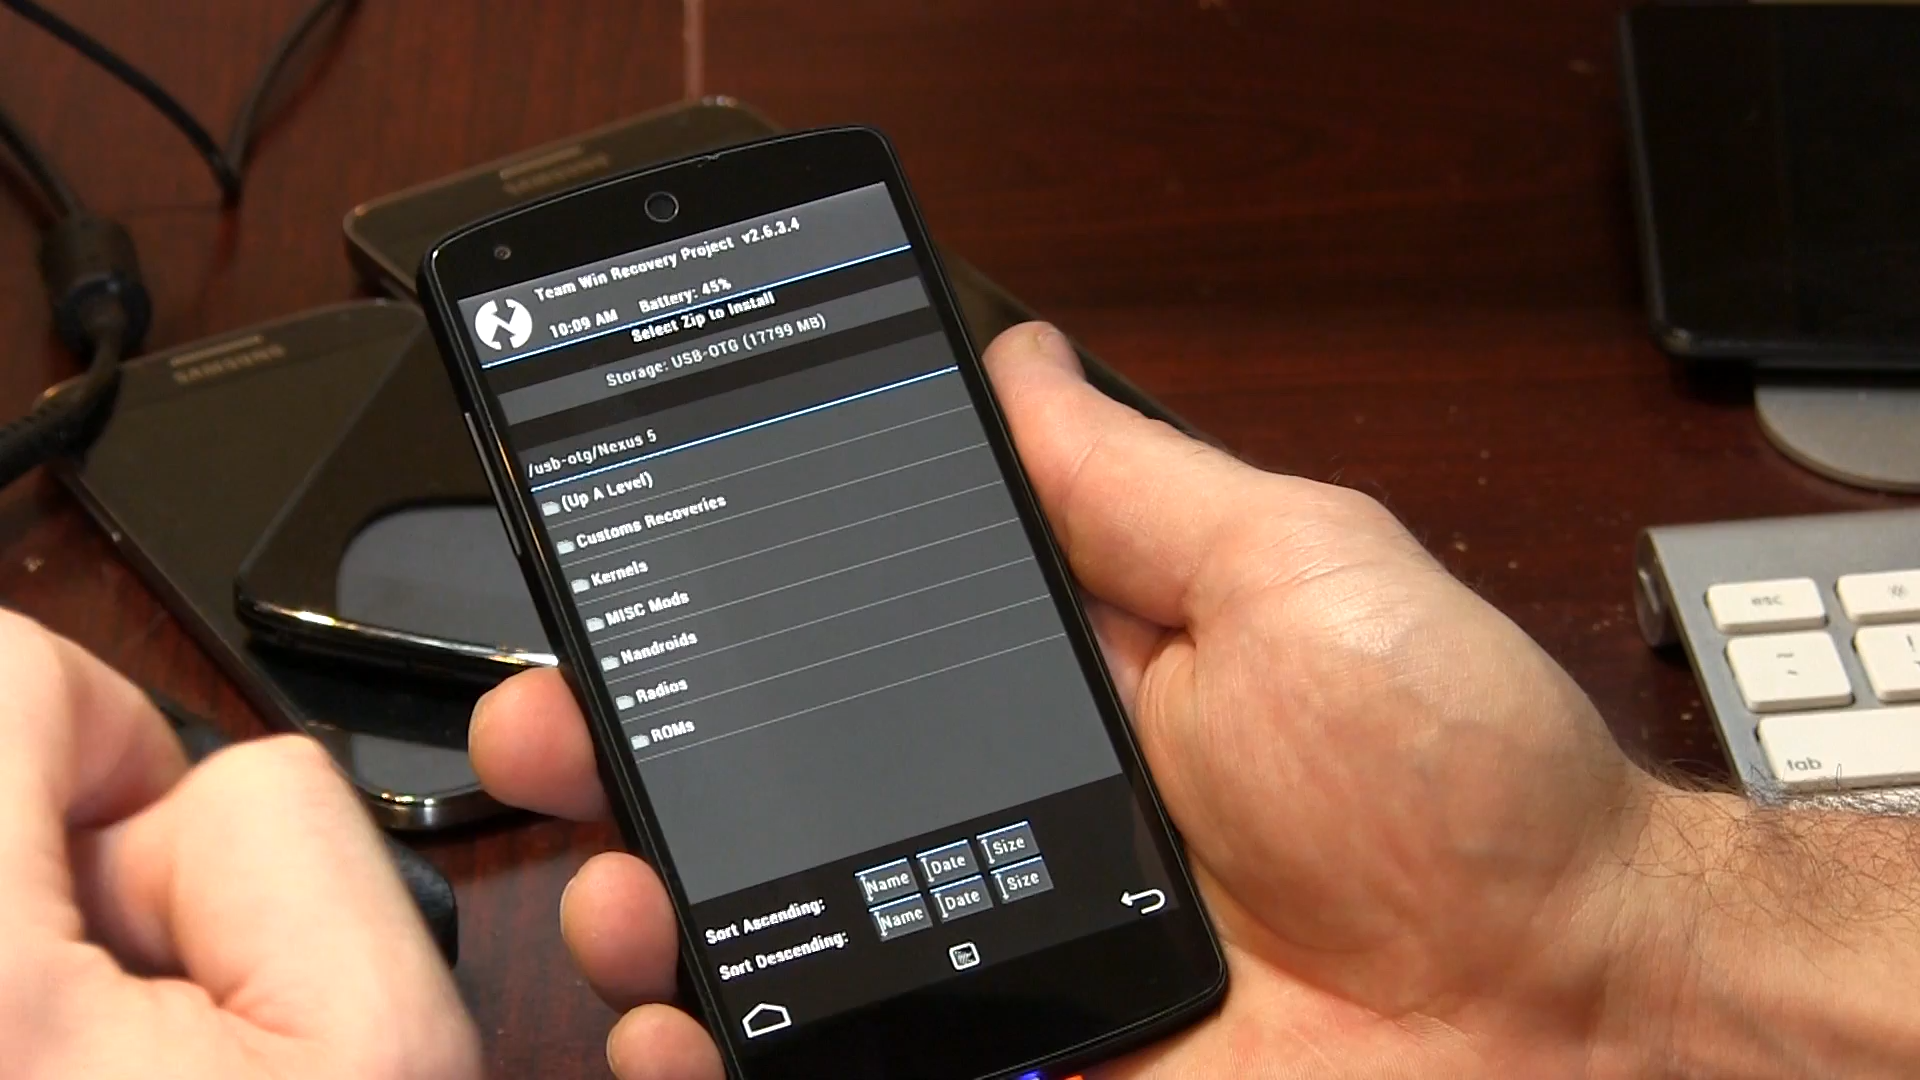 SAMSUNG
SAMSUNG
Team Win Recovery Project v2.6.3.4
10:09 AM Battery: 45%
Select Zip to Install
Storage: USB-OTG (17799 MB)
/usb-otg/Nexus 5
(Up A Level)
Customs Recoveries
Kernels
MISC Mods
Nandroids
Radios
ROMs
Sort Ascending: Name Date Size
Sort Descending: Name Date Size
esc
~
!
tab